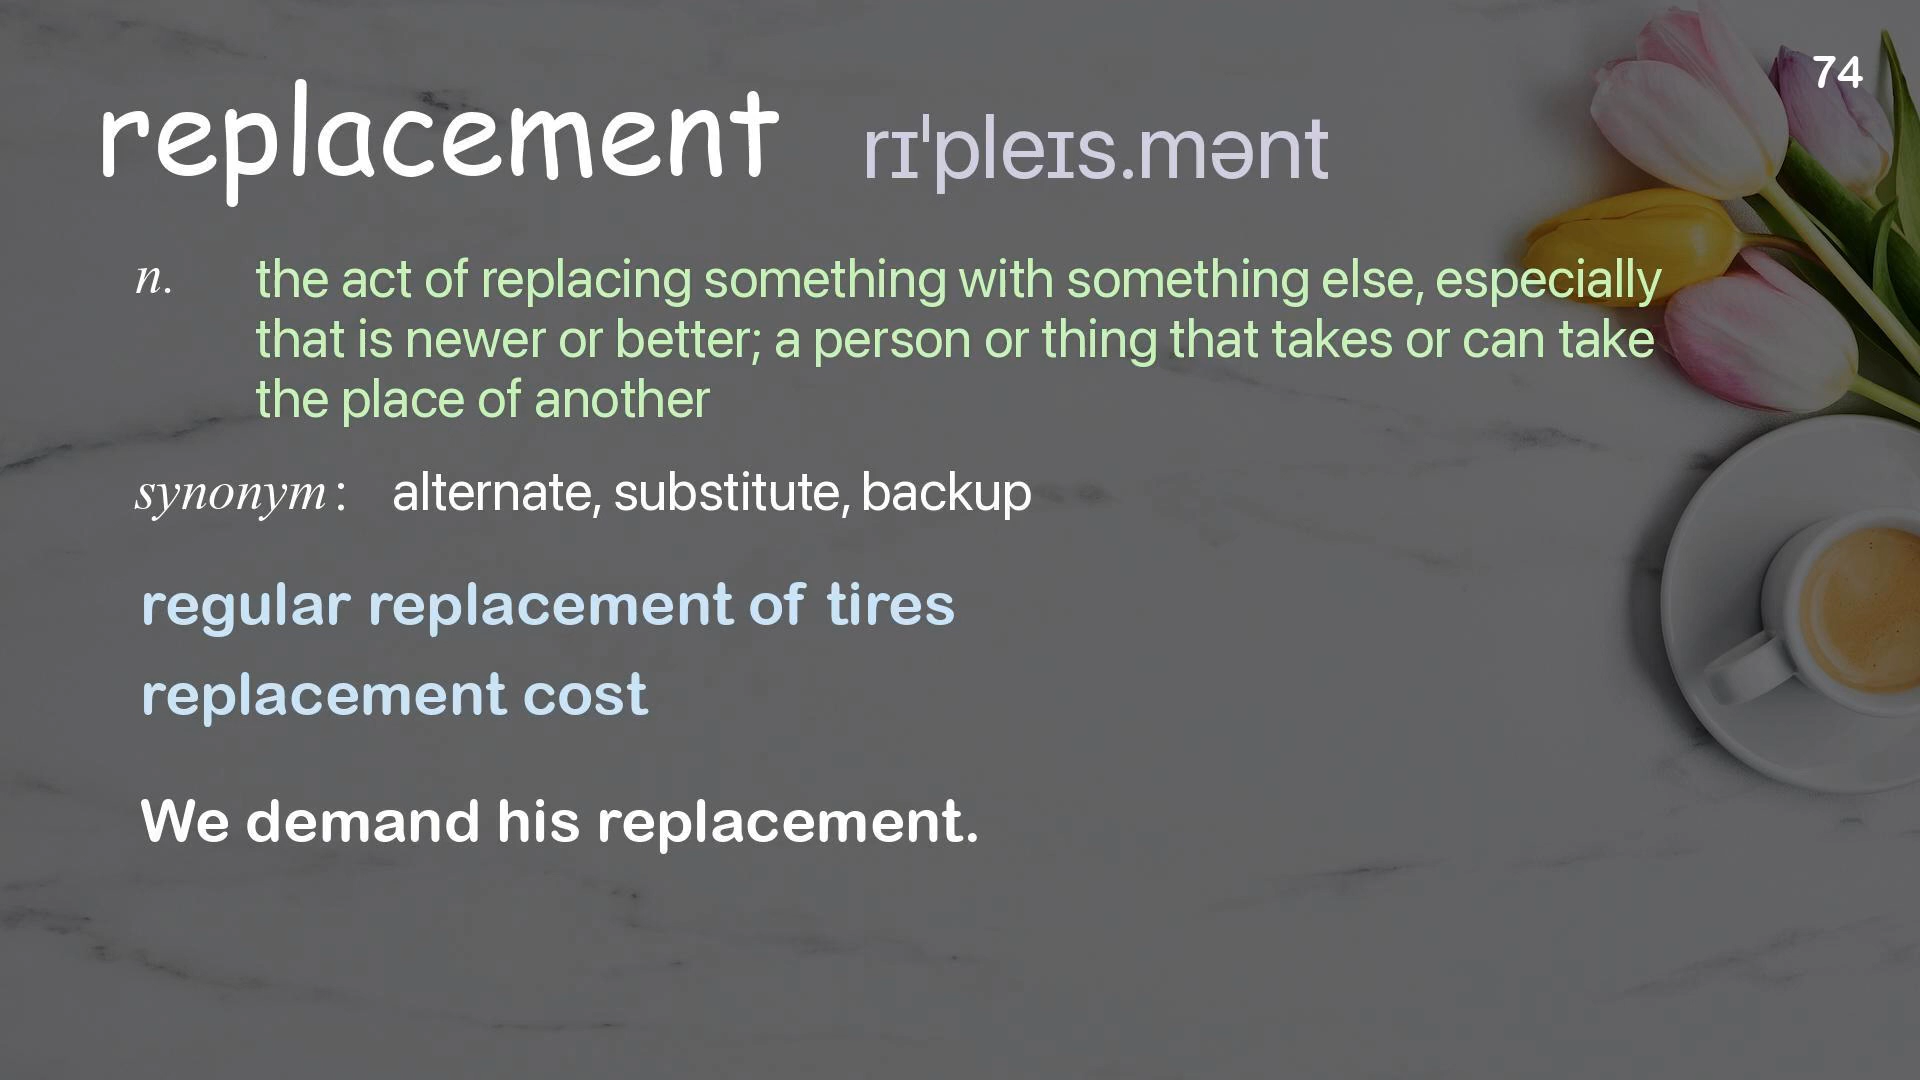 74
replacement rɪˈpleɪs.mənt
n. the act of replacing something with something else, especially
that is newer or better; a person or thing that takes or can take
the place of another
synonym: alternate, substitute, backup
regular replacement of tires
replacement cost
We demand his replacement.